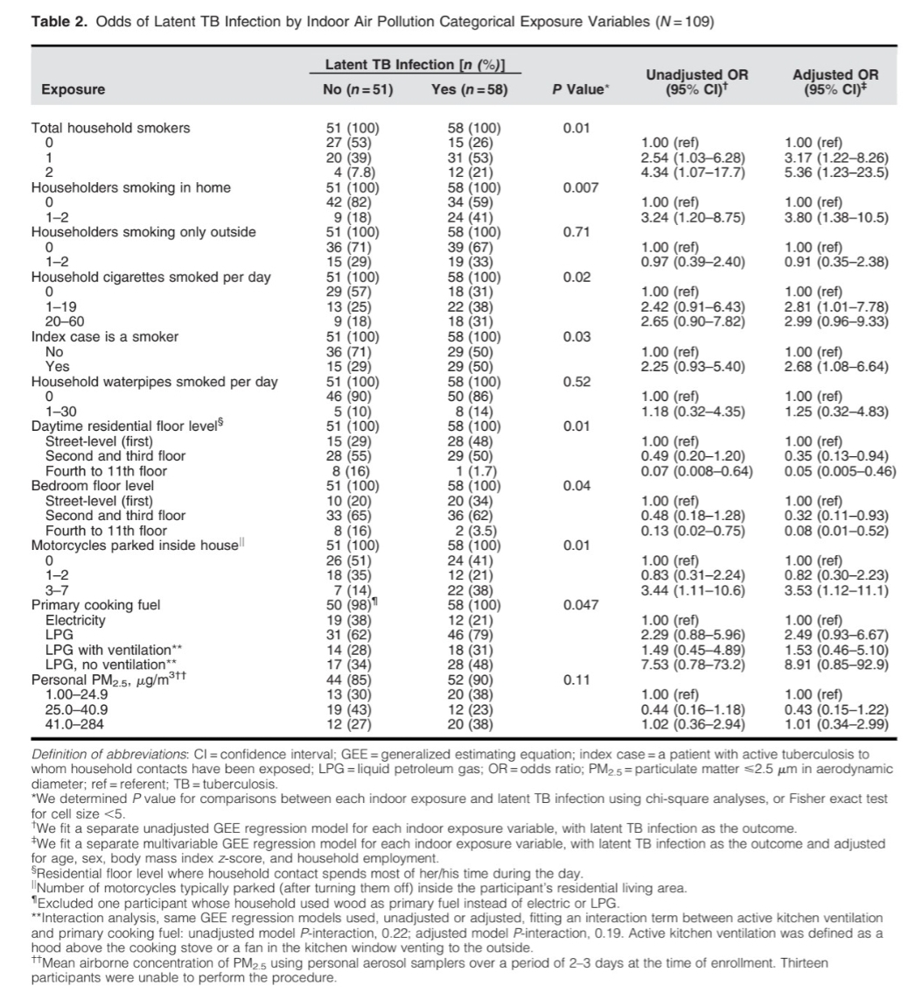 Table 2. Odds of Latent TB Infection by Indoor Air Pollution Categorical Exposure Variables (N = 109)
Latent TB Infection [n (%)]
Exposure No (n = 51) Yes (n = 58) P Value* Unadjusted OR (95% CI)† Adjusted OR (95% CI)‡
Total household smokers 51 (100) 58 (100) 0.01
0 27 (53) 15 (26) 1.00 (ref) 1.00 (ref)
1 20 (39) 31 (53) 2.54 (1.03–6.28) 3.17 (1.22–8.26)
2 4 (7.8) 12 (21) 4.34 (1.07–17.7) 5.36 (1.23–23.5)
Householders smoking in home 51 (100) 58 (100) 0.007
0 42 (82) 34 (59) 1.00 (ref) 1.00 (ref)
1–2 9 (18) 24 (41) 3.24 (1.20–8.75) 3.80 (1.38–10.5)
Householders smoking only outside 51 (100) 58 (100) 0.71
0 36 (71) 39 (67) 1.00 (ref) 1.00 (ref)
1–2 15 (29) 19 (33) 0.97 (0.39–2.40) 0.91 (0.35–2.38)
Household cigarettes smoked per day 51 (100) 58 (100) 0.02
0 29 (57) 18 (31) 1.00 (ref) 1.00 (ref)
1–19 13 (25) 22 (38) 2.42 (0.91–6.43) 2.81 (1.01–7.78)
20–60 9 (18) 18 (31) 2.65 (0.90–7.82) 2.99 (0.96–9.33)
Index case is a smoker 51 (100) 58 (100) 0.03
No 36 (71) 29 (50) 1.00 (ref) 1.00 (ref)
Yes 15 (29) 29 (50) 2.25 (0.93–5.40) 2.68 (1.08–6.64)
Household waterpipes smoked per day 51 (100) 58 (100) 0.52
0 46 (90) 50 (86) 1.00 (ref) 1.00 (ref)
1–30 5 (10) 8 (14) 1.18 (0.32–4.35) 1.25 (0.32–4.83)
Daytime residential floor level§ 51 (100) 58 (100) 0.01
Street-level (first) 15 (29) 28 (48) 1.00 (ref) 1.00 (ref)
Second and third floor 28 (55) 29 (50) 0.49 (0.20–1.20) 0.35 (0.13–0.94)
Fourth to 11th floor 8 (16) 1 (1.7) 0.07 (0.008–0.64) 0.05 (0.005–0.46)
Bedroom floor level 51 (100) 58 (100) 0.04
Street-level (first) 10 (20) 20 (34) 1.00 (ref) 1.00 (ref)
Second and third floor 33 (65) 36 (62) 0.48 (0.18–1.28) 0.32 (0.11–0.93)
Fourth to 11th floor 8 (16) 2 (3.5) 0.13 (0.02–0.75) 0.08 (0.01–0.52)
Motorcycles parked inside house|| 51 (100) 58 (100) 0.01
0 26 (51) 24 (41) 1.00 (ref) 1.00 (ref)
1–2 18 (35) 12 (21) 0.83 (0.31–2.24) 0.82 (0.30–2.23)
3–7 7 (14) 22 (38) 3.44 (1.11–10.6) 3.53 (1.12–11.1)
Primary cooking fuel 50 (98)¶ 58 (100) 0.047
Electricity 19 (38) 12 (21) 1.00 (ref) 1.00 (ref)
LPG 31 (62) 46 (79) 2.29 (0.88–5.96) 2.49 (0.93–6.67)
LPG with ventilation** 14 (28) 18 (31) 1.49 (0.45–4.89) 1.53 (0.46–5.10)
LPG, no ventilation** 17 (34) 28 (48) 7.53 (0.78–73.2) 8.91 (0.85–92.9)
Personal PM2.5, μg/m3†† 44 (85) 52 (90) 0.11
1.00–24.9 13 (30) 20 (38) 1.00 (ref) 1.00 (ref)
25.0–40.9 19 (43) 12 (23) 0.44 (0.16–1.18) 0.43 (0.15–1.22)
41.0–284 12 (27) 20 (38) 1.02 (0.36–2.94) 1.01 (0.34–2.99)
Definition of abbreviations: CI = confidence interval; GEE = generalized estimating equation; index case = a patient with active tuberculosis to
whom household contacts have been exposed; LPG = liquid petroleum gas; OR = odds ratio; PM2.5 = particulate matter ≤2.5 μm in aerodynamic
diameter; ref = referent; TB = tuberculosis.
*We determined P value for comparisons between each indoor exposure and latent TB infection using chi-square analyses, or Fisher exact test
for cell size <5.
†We fit a separate unadjusted GEE regression model for each indoor exposure variable, with latent TB infection as the outcome.
‡We fit a separate multivariable GEE regression model for each indoor exposure variable, with latent TB infection as the outcome and adjusted
for age, sex, body mass index z-score, and household employment.
§Residential floor level where household contact spends most of her/his time during the day.
||Number of motorcycles typically parked (after turning them off) inside the participant's residential living area.
¶Excluded one participant whose household used wood as primary fuel instead of electric or LPG.
**Interaction analysis, same GEE regression models used, unadjusted or adjusted, fitting an interaction term between active kitchen ventilation
and primary cooking fuel: unadjusted model P-interaction, 0.22; adjusted model P-interaction, 0.19. Active kitchen ventilation was defined as a
hood above the cooking stove or a fan in the kitchen window venting to the outside.
††Mean airborne concentration of PM2.5 using personal aerosol samplers over a period of 2–3 days at the time of enrollment. Thirteen
participants were unable to perform the procedure.